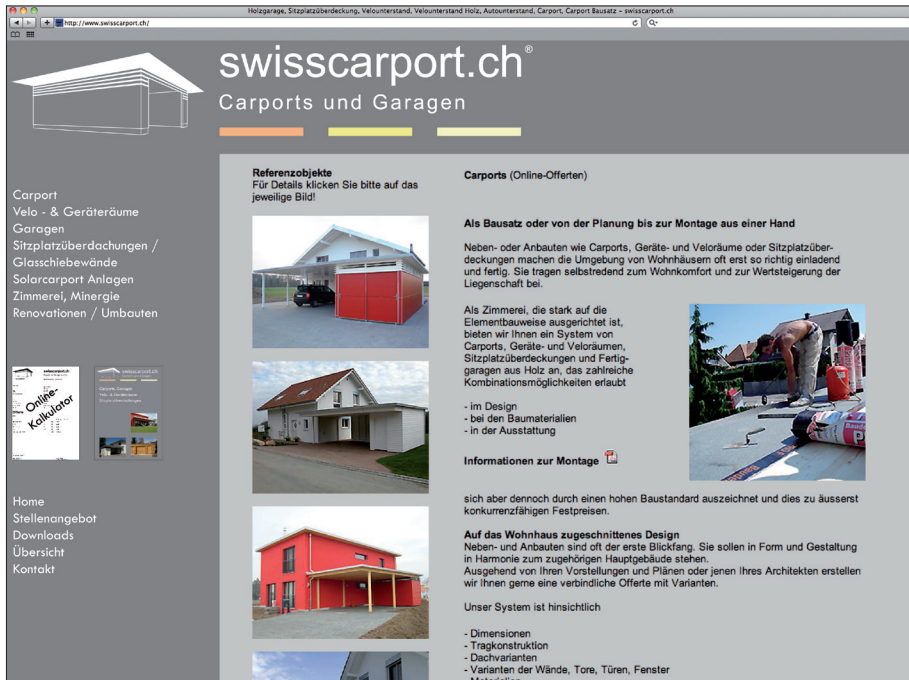 Holzgarage, Sitzplatzüberdeckung, Velounterstand, Velounterstand Holz, Autounterstand, Carport, Carport Bausatz – swisscarport.ch
http://www.swisscarport.ch/
swisscarport.ch®
Carports und Garagen
Carport
Velo - & Geräteräume
Garagen
Sitzplatzüberdachungen /
Glasschiebewände
Solarcarport Anlagen
Zimmerei, Minergie
Renovationen / Umbauten
Online-
Kalkulator
swisscarport.ch
Home
Stellenangebot
Downloads
Übersicht
Kontakt
Referenzobjekte
Für Details klicken Sie bitte auf das
jeweilige Bild!
Carports (Online-Offerten)
Als Bausatz oder von der Planung bis zur Montage aus einer Hand
Neben- oder Anbauten wie Carports, Geräte- und Veloräume oder Sitzplatzüber-
deckungen machen die Umgebung von Wohnhäusern oft erst so richtig einladend
und fertig. Sie tragen selbstredend zum Wohnkomfort und zur Wertsteigerung der
Liegenschaft bei.
Als Zimmerei, die stark auf die
Elementbauweise ausgerichtet ist,
bieten wir Ihnen ein System von
Carports, Geräte- und Veloräumen,
Sitzplatzüberdeckungen und Fertig-
garagen aus Holz an, das zahlreiche
Kombinationsmöglichkeiten erlaubt
- im Design
- bei den Baumaterialien
- in der Ausstattung
Informationen zur Montage
sich aber dennoch durch einen hohen Baustandard auszeichnet und dies zu äusserst
konkurrenzfähigen Festpreisen.
Auf das Wohnhaus zugeschnittenes Design
Neben- und Anbauten sind oft der erste Blickfang. Sie sollen in Form und Gestaltung
in Harmonie zum zugehörigen Hauptgebäude stehen.
Ausgehend von Ihren Vorstellungen und Plänen oder jenen Ihres Architekten erstellen
wir Ihnen gerne eine verbindliche Offerte mit Varianten.
Unser System ist hinsichtlich
- Dimensionen
- Tragkonstruktion
- Dachvarianten
- Varianten der Wände, Tore, Türen, Fenster
- Materialien